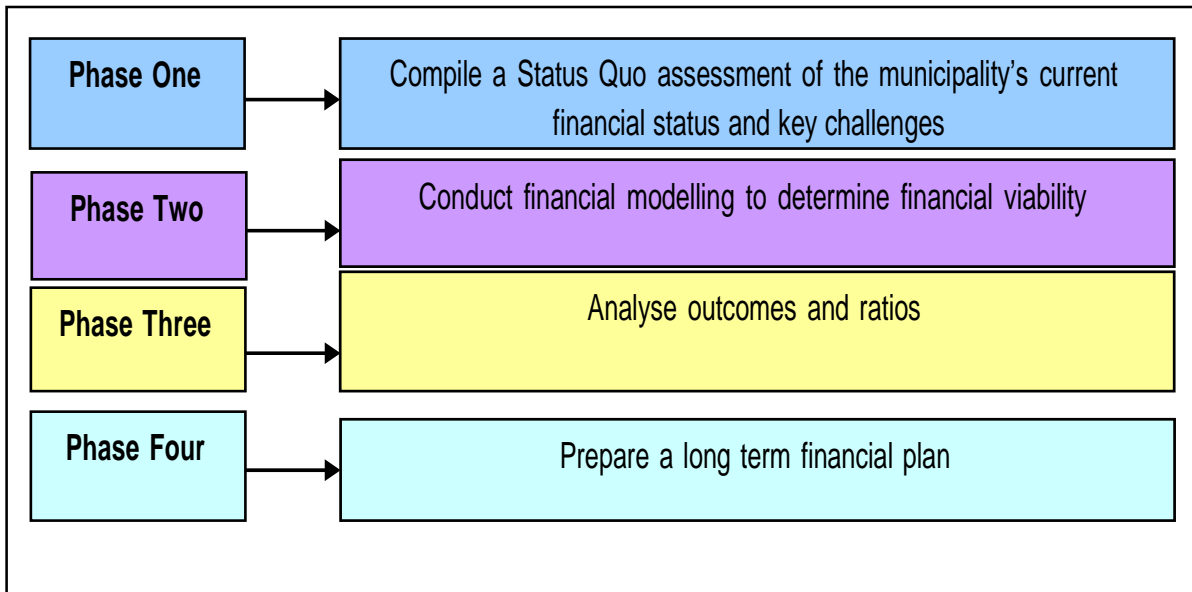 Phase One
Compile a Status Quo assessment of the municipality's current
financial status and key challenges
Phase Two
Conduct financial modelling to determine financial viability
Phase Three
Analyse outcomes and ratios
Phase Four
Prepare a long term financial plan